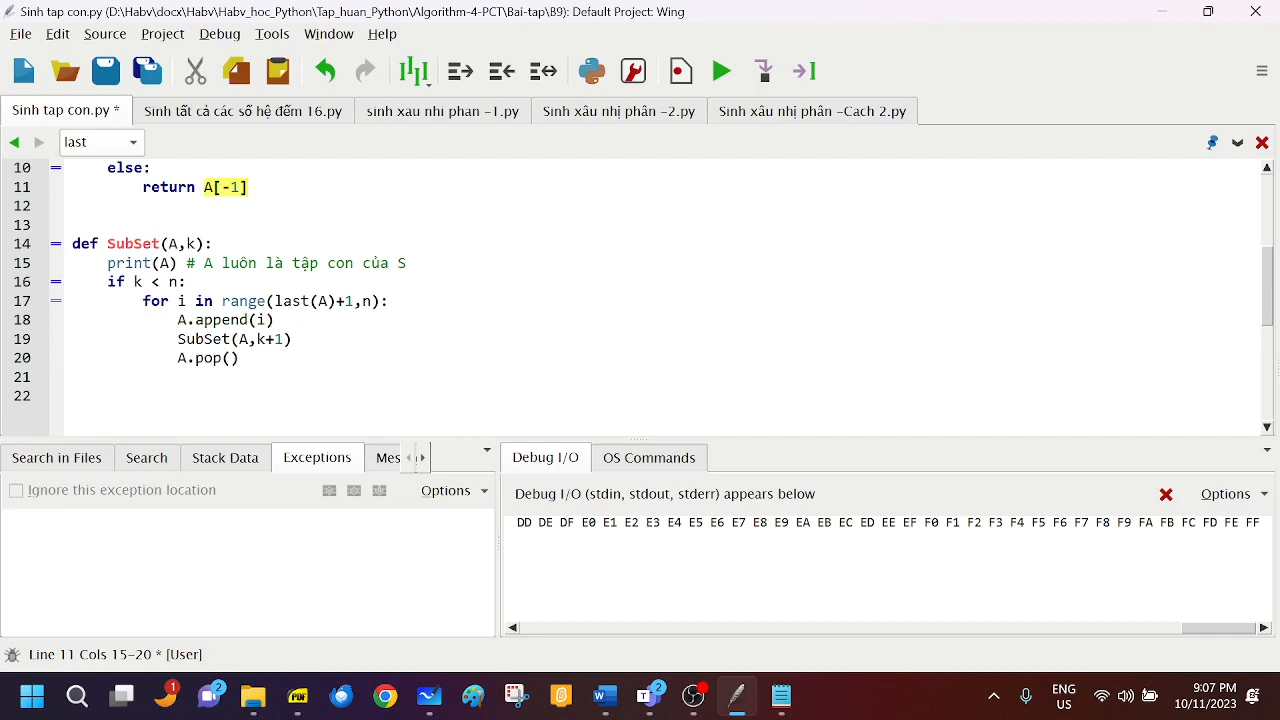 Sinh tap con.py (D:\Habv\docx\Habv\Habv_hoc_Python\Tap_huan_Python\Algorithm-4-PCT\Bai-tap\B9): Default Project: Wing
File Edit Source Project Debug Tools Window Help
Sinh tap con.py * Sinh tất cả các số hệ đếm 16.py sinh xau nhi phan -1.py Sinh xâu nhị phân -2.py Sinh xâu nhị phân -Cach 2.py
last
10 else:
11 return A[-1]
12
13
14 def SubSet(A,k):
15 print(A) # A luôn là tập con của S
16 if k < n:
17 for i in range(last(A)+1,n):
18 A.append(i)
19 SubSet(A,k+1)
20 A.pop()
21
22
Search in Files Search Stack Data Exceptions Mes Debug I/O OS Commands
Ignore this exception location Options Debug I/O (stdin, stdout, stderr) appears below Options
DD DE DF E0 E1 E2 E3 E4 E5 E6 E7 E8 E9 EA EB EC ED EE EF F0 F1 F2 F3 F4 F5 F6 F7 F8 F9 FA FB FC FD FE FF
Line 11 Cols 15-20 * [User]
1 2 PDF W T 2 ENG US 9:07 PM 10/11/2023